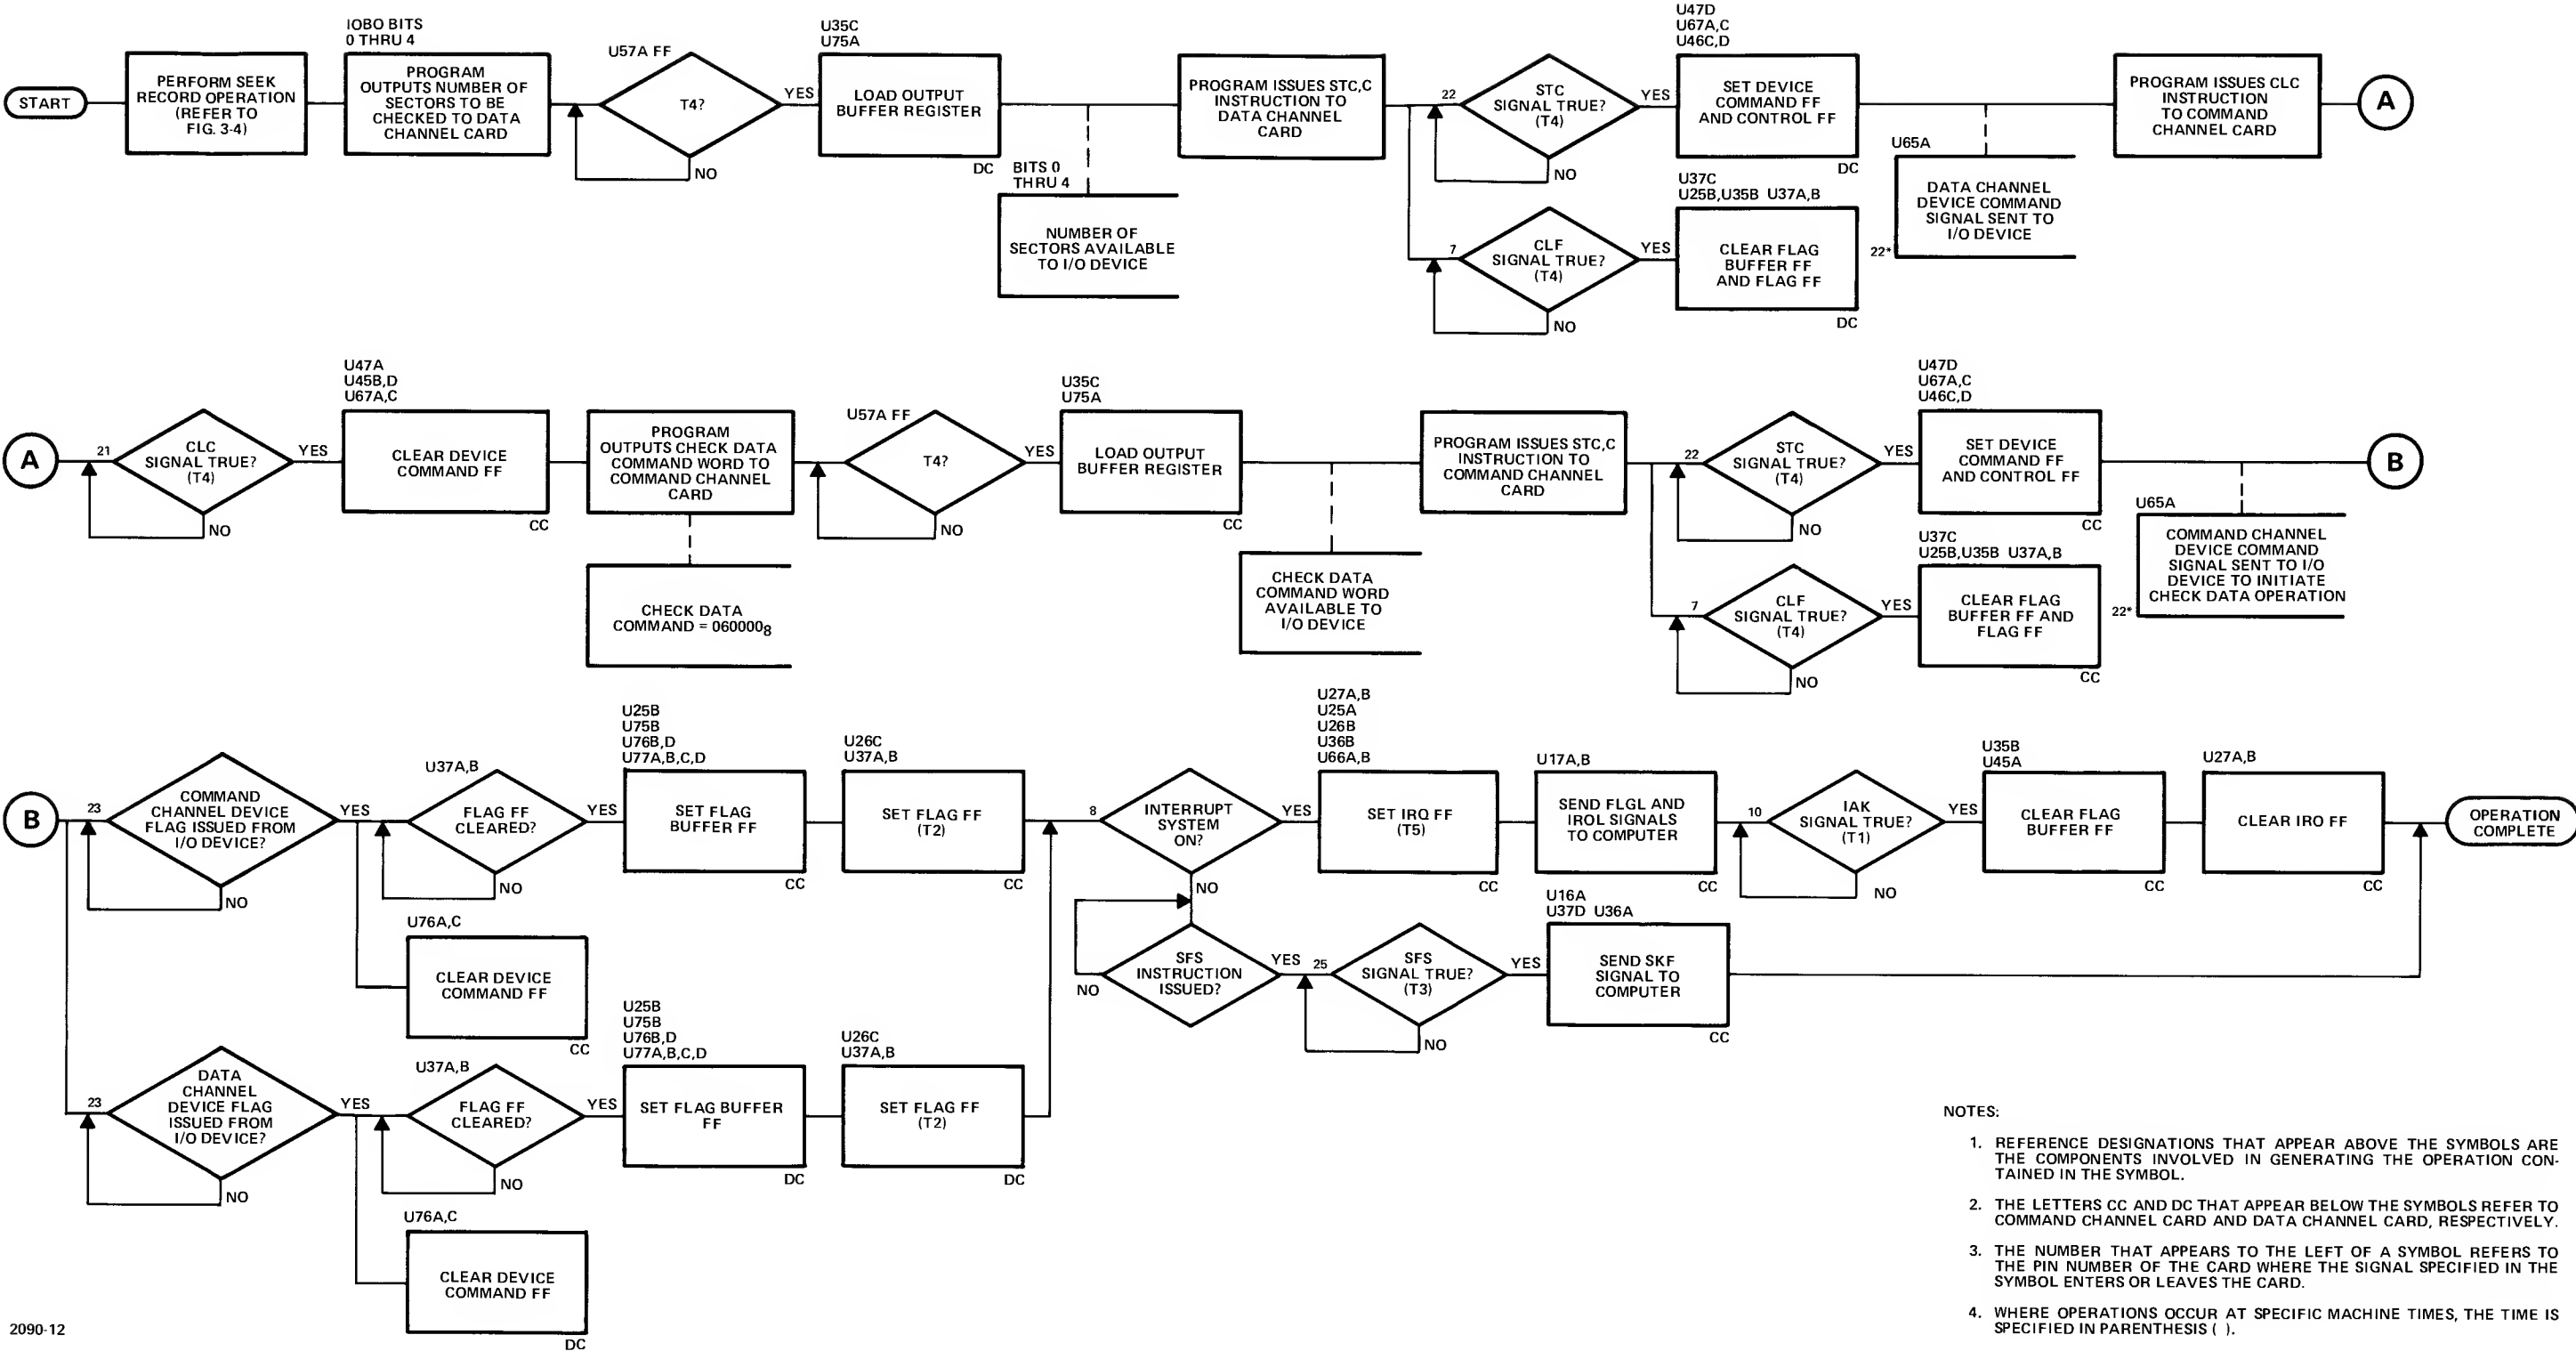 START
PERFORM SEEK
RECORD OPERATION
(REFER TO
FIG. 3-4)
IOBO BITS
0 THRU 4
PROGRAM
OUTPUTS NUMBER OF
SECTORS TO BE
CHECKED TO DATA
CHANNEL CARD
U57A FF
T4?
YES
NO
U35C
U75A
LOAD OUTPUT
BUFFER REGISTER
DC
BITS 0
THRU 4
NUMBER OF
SECTORS AVAILABLE
TO I/O DEVICE
PROGRAM ISSUES STC,C
INSTRUCTION TO
DATA CHANNEL
CARD
22
STC
SIGNAL TRUE?
(T4)
YES
NO
U47D
U67A,C
U46C,D
SET DEVICE
COMMAND FF
AND CONTROL FF
DC
7
CLF
SIGNAL TRUE?
(T4)
YES
NO
U37C
U25B,U35B U37A,B
CLEAR FLAG
BUFFER FF
AND FLAG FF
DC
U65A
22*
DATA CHANNEL
DEVICE COMMAND
SIGNAL SENT TO
I/O DEVICE
PROGRAM ISSUES CLC
INSTRUCTION
TO COMMAND
CHANNEL CARD
A
A
21
CLC
SIGNAL TRUE?
(T4)
YES
NO
U47A
U45B,D
U67A,C
CLEAR DEVICE
COMMAND FF
CC
PROGRAM
OUTPUTS CHECK DATA
COMMAND WORD TO
COMMAND CHANNEL
CARD
CHECK DATA
COMMAND = 060000₈
U57A FF
T4?
YES
NO
U35C
U75A
LOAD OUTPUT
BUFFER REGISTER
CC
CHECK DATA
COMMAND WORD
AVAILABLE TO
I/O DEVICE
PROGRAM ISSUES STC,C
INSTRUCTION TO
COMMAND CHANNEL
CARD
22
STC
SIGNAL TRUE?
(T4)
YES
NO
U47D
U67A,C
U46C,D
SET DEVICE
COMMAND FF
AND CONTROL FF
CC
7
CLF
SIGNAL TRUE?
(T4)
YES
NO
U37C
U25B,U35B U37A,B
CLEAR FLAG
BUFFER FF AND
FLAG FF
CC
U65A
22*
COMMAND CHANNEL
DEVICE COMMAND
SIGNAL SENT TO I/O
DEVICE TO INITIATE
CHECK DATA OPERATION
B
B
23
COMMAND
CHANNEL DEVICE
FLAG ISSUED FROM
I/O DEVICE?
YES
NO
U37A,B
FLAG FF
CLEARED?
YES
NO
U76A,C
CLEAR DEVICE
COMMAND FF
CC
U25B
U75B
U76B,D
U77A,B,C,D
SET FLAG
BUFFER FF
CC
U26C
U37A,B
SET FLAG FF
(T2)
CC
8
INTERRUPT
SYSTEM
ON?
YES
NO
U27A,B
U25A
U26B
U36B
U66A,B
SET IRQ FF
(T5)
CC
U17A,B
SEND FLGL AND
IRQL SIGNALS
TO COMPUTER
CC
10
IAK
SIGNAL TRUE?
(T1)
YES
NO
U35B
U45A
CLEAR FLAG
BUFFER FF
CC
U27A,B
CLEAR IRQ FF
CC
OPERATION
COMPLETE
SFS
INSTRUCTION
ISSUED?
YES
NO
25
SFS
SIGNAL TRUE?
(T3)
YES
NO
U16A
U37D U36A
SEND SKF
SIGNAL TO
COMPUTER
CC
23
DATA
CHANNEL
DEVICE FLAG
ISSUED FROM
I/O DEVICE?
YES
NO
U37A,B
FLAG FF
CLEARED?
YES
NO
U76A,C
CLEAR DEVICE
COMMAND FF
DC
U25B
U75B
U76B,D
U77A,B,C,D
SET FLAG BUFFER
FF
DC
U26C
U37A,B
SET FLAG FF
(T2)
DC
NOTES:
1. REFERENCE DESIGNATIONS THAT APPEAR ABOVE THE SYMBOLS ARE
THE COMPONENTS INVOLVED IN GENERATING THE OPERATION CON-
TAINED IN THE SYMBOL.
2. THE LETTERS CC AND DC THAT APPEAR BELOW THE SYMBOLS REFER TO
COMMAND CHANNEL CARD AND DATA CHANNEL CARD, RESPECTIVELY.
3. THE NUMBER THAT APPEARS TO THE LEFT OF A SYMBOL REFERS TO
THE PIN NUMBER OF THE CARD WHERE THE SIGNAL SPECIFIED IN THE
SYMBOL ENTERS OR LEAVES THE CARD.
4. WHERE OPERATIONS OCCUR AT SPECIFIC MACHINE TIMES, THE TIME IS
SPECIFIED IN PARENTHESIS ( ).
2090-12